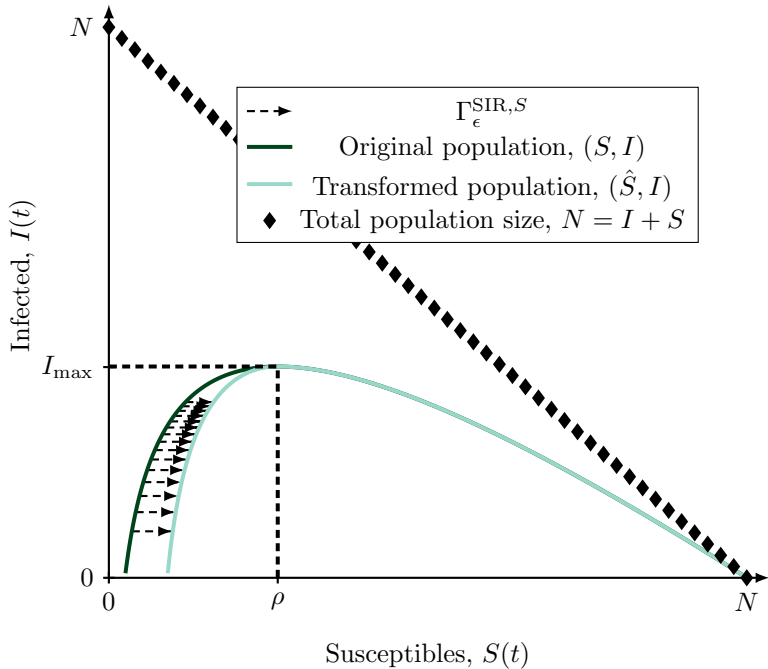 N
Γ_ϵ^{SIR,S}
Original population, (S, I)
Transformed population, (Ŝ, I)
Total population size, N = I + S
Infected, I(t)
I_max
0
0
ρ
N
Susceptibles, S(t)